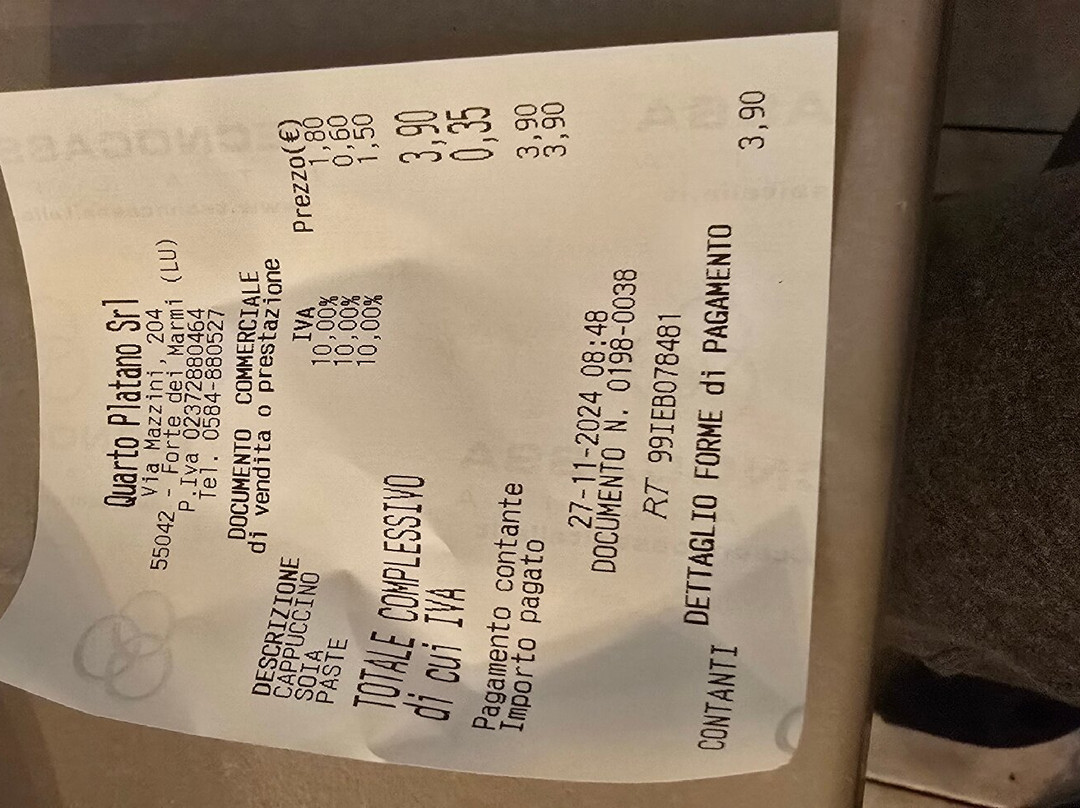 Quarto Platano Srl
Via Mazzini, 204
55042 - Forte dei Marmi (LU)
P.Iva 02372880464
Tel. 0584-880527
DOCUMENTO COMMERCIALE
di vendita o prestazione
DESCRIZIONE IVA Prezzo(€)
CAPPUCCINO 10,00% 1,80
SOIA 10,00% 0,60
PASTE 10,00% 1,50
TOTALE COMPLESSIVO 3,90
di cui IVA 0,35
Pagamento contante 3,90
Importo pagato 3,90
27-11-2024 08:48
DOCUMENTO N. 0198-0038
RT 99IEB078481
DETTAGLIO FORME di PAGAMENTO
CONTANTI 3,90